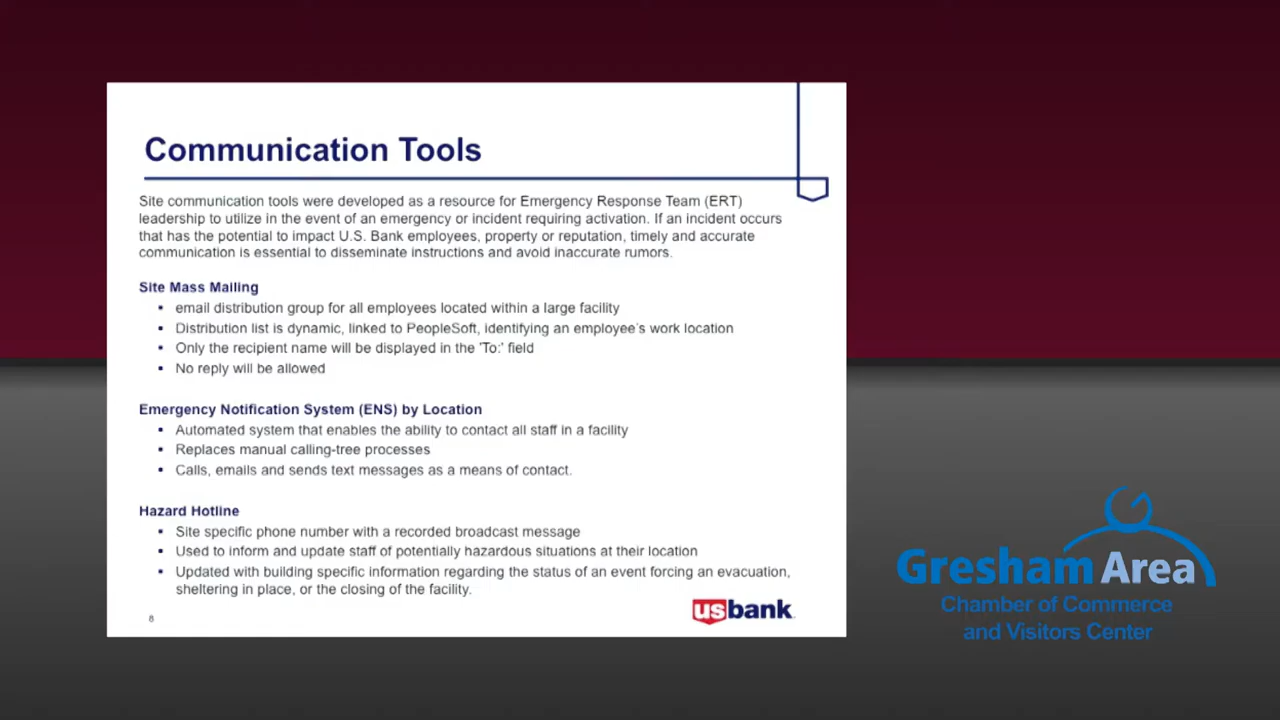 Communication Tools
Site communication tools were developed as a resource for Emergency Response Team (ERT)
leadership to utilize in the event of an emergency or incident requiring activation. If an incident occurs
that has the potential to impact U.S. Bank employees, property or reputation, timely and accurate
communication is essential to disseminate instructions and avoid inaccurate rumors.
Site Mass Mailing
▪ email distribution group for all employees located within a large facility
▪ Distribution list is dynamic, linked to PeopleSoft, identifying an employee's work location
▪ Only the recipient name will be displayed in the 'To:' field
▪ No reply will be allowed
Emergency Notification System (ENS) by Location
▪ Automated system that enables the ability to contact all staff in a facility
▪ Replaces manual calling-tree processes
▪ Calls, emails and sends text messages as a means of contact.
Hazard Hotline
▪ Site specific phone number with a recorded broadcast message
▪ Used to inform and update staff of potentially hazardous situations at their location
▪ Updated with building specific information regarding the status of an event forcing an evacuation,
sheltering in place, or the closing of the facility.
8
usbank
Gresham Area
Chamber of Commerce
and Visitors Center